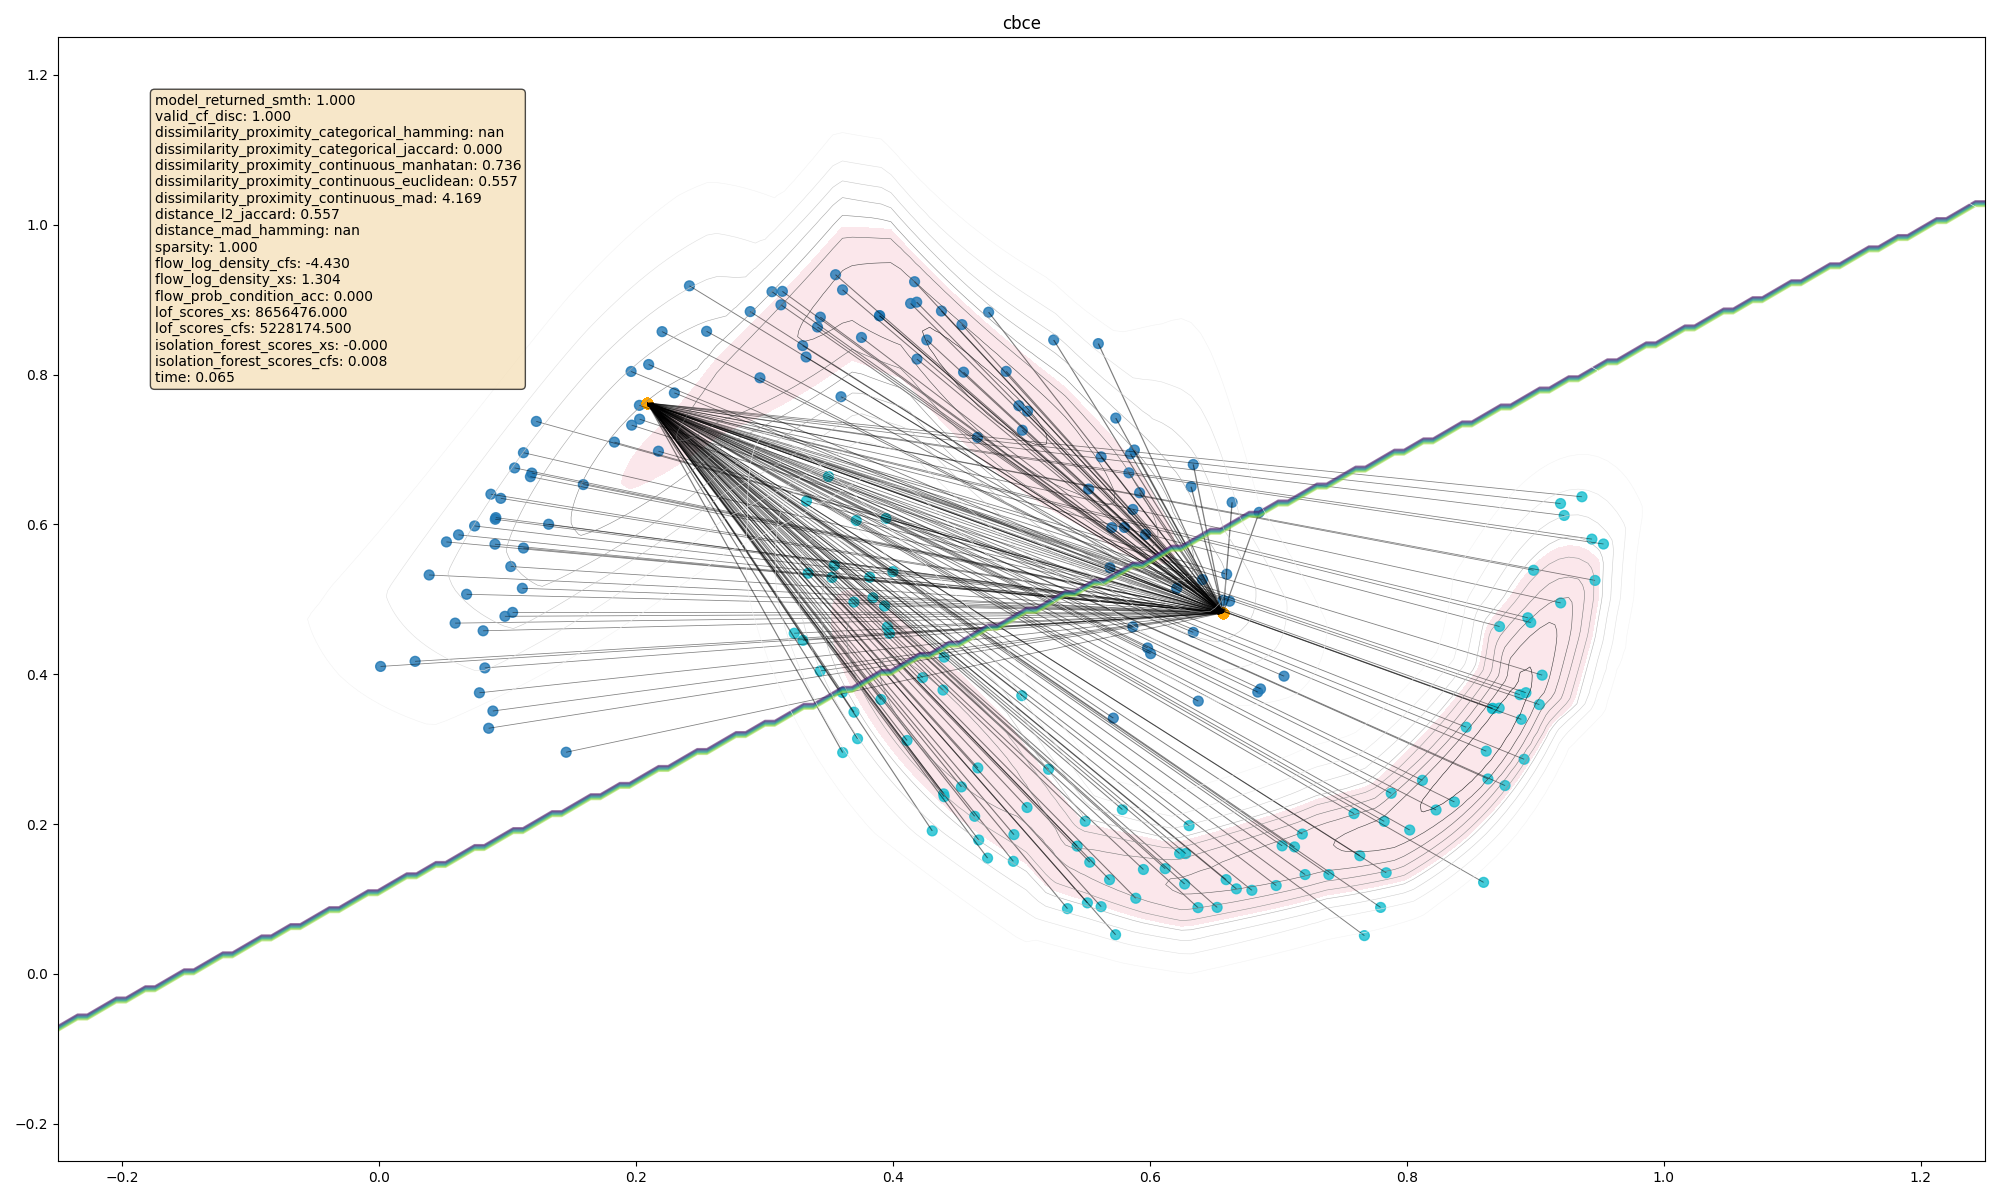 cbce
1.2
1.0
0.8
0.6
0.4
0.2
0.0
−0.2
model_returned_smth: 1.000
valid_cf_disc: 1.000
dissimilarity_proximity_categorical_hamming: nan
dissimilarity_proximity_categorical_jaccard: 0.000
dissimilarity_proximity_continuous_manhatan: 0.736
dissimilarity_proximity_continuous_euclidean: 0.557
dissimilarity_proximity_continuous_mad: 4.169
distance_l2_jaccard: 0.557
distance_mad_hamming: nan
sparsity: 1.000
flow_log_density_cfs: -4.430
flow_log_density_xs: 1.304
flow_prob_condition_acc: 0.000
lof_scores_xs: 8656476.000
lof_scores_cfs: 5228174.500
isolation_forest_scores_xs: -0.000
isolation_forest_scores_cfs: 0.008
time: 0.065
−0.2 0.0 0.2 0.4 0.6 0.8 1.0 1.2